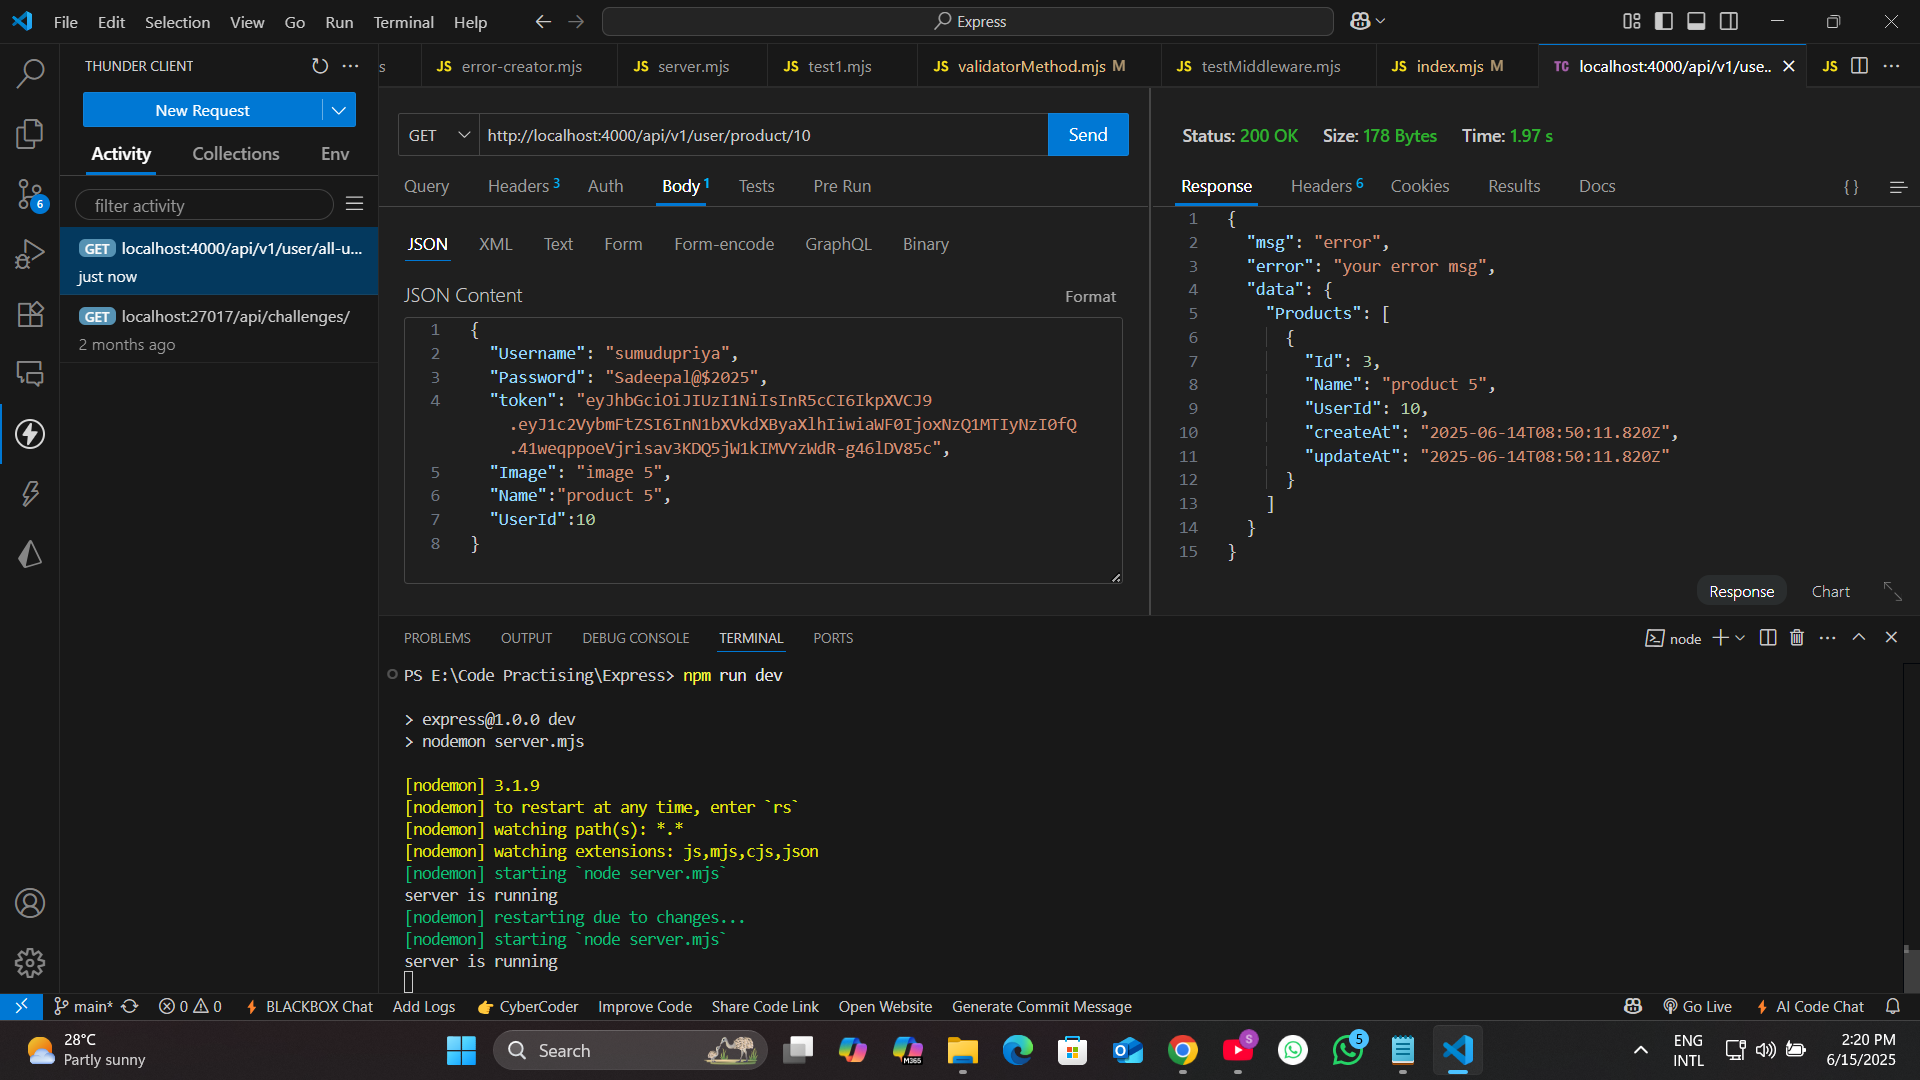 File Edit Selection View Go Run Terminal Help
Express
THUNDER CLIENT
s
JS error-creator.mjs
JS server.mjs
JS test1.mjs
JS validatorMethod.mjs M
JS testMiddleware.mjs
JS index.mjs M
TC localhost:4000/api/v1/use..
JS
New Request
Activity Collections Env
filter activity
GET localhost:4000/api/v1/user/all-u...
just now
GET localhost:27017/api/challenges/
2 months ago
6
GET http://localhost:4000/api/v1/user/product/10 Send
Query Headers 3 Auth Body 1 Tests Pre Run
JSON XML Text Form Form-encode GraphQL Binary
JSON Content Format
1 {
2 "Username": "sumudupriya",
3 "Password": "Sadeepal@$2025",
4 "token": "eyJhbGciOiJIUzI1NiIsInR5cCI6IkpXVCJ9
.eyJ1c2VybmFtZSI6InN1bXVkdXByaXlhIiwiaWF0IjoxNzQ1MTIyNzI0fQ
.41weqppoeVjrisav3KDQ5jW1kIMVYzWdR-g46lDV85c",
5 "Image": "image 5",
6 "Name":"product 5",
7 "UserId":10
8 }
Status: 200 OK Size: 178 Bytes Time: 1.97 s
Response Headers 6 Cookies Results Docs { }
1 {
2 "msg": "error",
3 "error": "your error msg",
4 "data": {
5 "Products": [
6 {
7 "Id": 3,
8 "Name": "product 5",
9 "UserId": 10,
10 "createAt": "2025-06-14T08:50:11.820Z",
11 "updateAt": "2025-06-14T08:50:11.820Z"
12 }
13 ]
14 }
15 }
Response Chart
PROBLEMS OUTPUT DEBUG CONSOLE TERMINAL PORTS
node
PS E:\Code Practising\Express> npm run dev
> express@1.0.0 dev
> nodemon server.mjs
[nodemon] 3.1.9
[nodemon] to restart at any time, enter `rs`
[nodemon] watching path(s): *.*
[nodemon] watching extensions: js,mjs,cjs,json
[nodemon] starting `node server.mjs`
server is running
[nodemon] restarting due to changes...
[nodemon] starting `node server.mjs`
server is running
main* 0 0 BLACKBOX Chat Add Logs CyberCoder Improve Code Share Code Link Open Website Generate Commit Message
Go Live AI Code Chat
28°C
Partly sunny
Search
M365
S
5
ENG
INTL
2:20 PM
6/15/2025